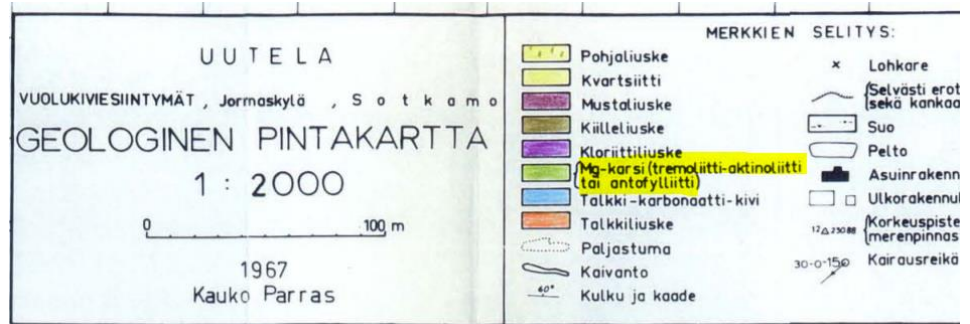 UUTELA
VUOLUKIVIESIINTYMÄT, Jormaskylä, Sotkamo
GEOLOGINEN PINTAKARTTA
1 : 2000
0 100 m
1967
Kauko Parras
MERKKIEN SELITYS:
Pohjaliuske
Kvartsiitti
Mustaliuske
Kiilleliuske
Kloriittiliuske
Mg-karsi (tremoliitti-aktinoliitti
tai antofylliitti)
Talkki-karbonaatti-kivi
Talkkiliuske
Paljastuma
Kaivanto
60° Kulku ja kaade
x Lohkare
Selvästi erot
sekä kankaa
Suo
Pelto
Asuinrakenn
Ulkorakennu
Korkeuspiste
merenpinnas
30-0-150 Kairausreikä